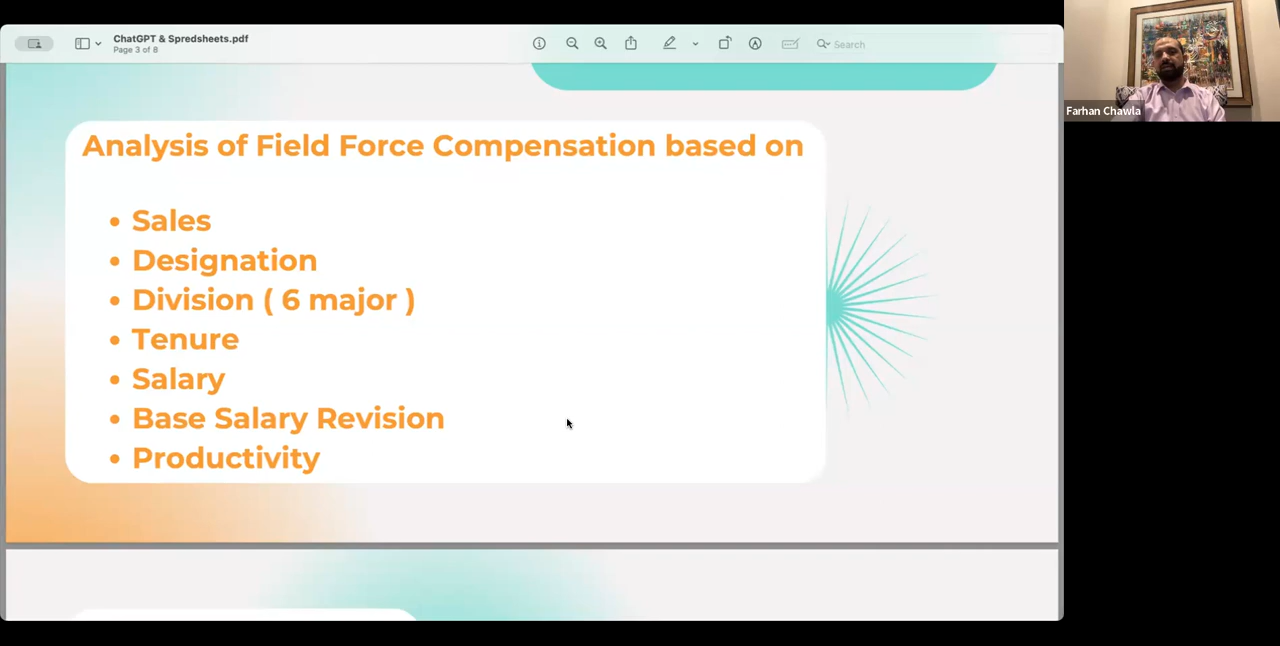 ChatGPT & Spredsheets.pdf
Page 3 of 8
Search
Farhan Chawla
Analysis of Field Force Compensation based on
• Sales
• Designation
• Division ( 6 major )
• Tenure
• Salary
• Base Salary Revision
• Productivity